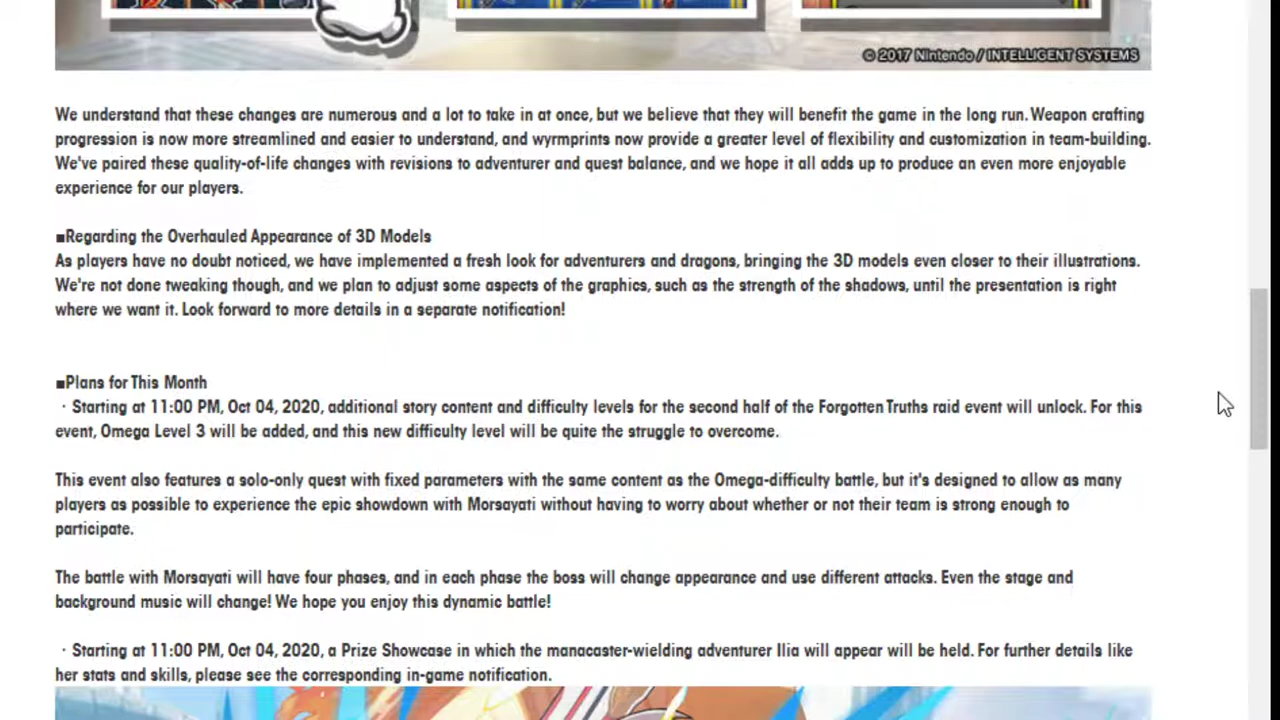 © 2017 Nintendo / INTELLIGENT SYSTEMS
We understand that these changes are numerous and a lot to take in at once, but we believe that they will benefit the game in the long run. Weapon crafting
progression is now more streamlined and easier to understand, and wyrmprints now provide a greater level of flexibility and customization in team-building.
We've paired these quality-of-life changes with revisions to adventurer and quest balance, and we hope it all adds up to produce an even more enjoyable
experience for our players.
■Regarding the Overhauled Appearance of 3D Models
As players have no doubt noticed, we have implemented a fresh look for adventurers and dragons, bringing the 3D models even closer to their illustrations.
We're not done tweaking though, and we plan to adjust some aspects of the graphics, such as the strength of the shadows, until the presentation is right
where we want it. Look forward to more details in a separate notification!
■Plans for This Month
・Starting at 11:00 PM, Oct 04, 2020, additional story content and difficulty levels for the second half of the Forgotten Truths raid event will unlock. For this
event, Omega Level 3 will be added, and this new difficulty level will be quite the struggle to overcome.
This event also features a solo-only quest with fixed parameters with the same content as the Omega-difficulty battle, but it's designed to allow as many
players as possible to experience the epic showdown with Morsayati without having to worry about whether or not their team is strong enough to
participate.
The battle with Morsayati will have four phases, and in each phase the boss will change appearance and use different attacks. Even the stage and
background music will change! We hope you enjoy this dynamic battle!
・Starting at 11:00 PM, Oct 04, 2020, a Prize Showcase in which the manacaster-wielding adventurer Ilia will appear will be held. For further details like
her stats and skills, please see the corresponding in-game notification.